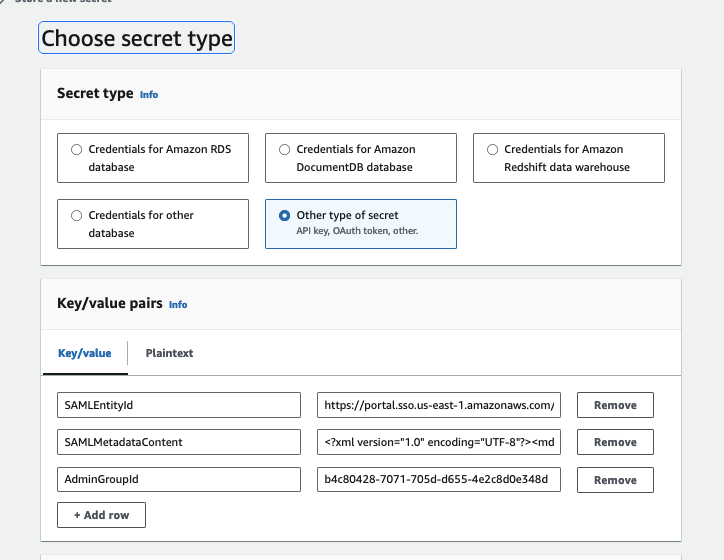 Store a new secret
Choose secret type
Secret type Info
Credentials for Amazon RDS
database
Credentials for Amazon
DocumentDB database
Credentials for Amazon
Redshift data warehouse
Credentials for other
database
Other type of secret
API key, OAuth token, other.
Key/value pairs Info
Key/value Plaintext
SAMLEntityId https://portal.sso.us-east-1.amazonaws.com/ Remove
SAMLMetadataContent <?xml version="1.0" encoding="UTF-8"?><md Remove
AdminGroupId b4c80428-7071-705d-d655-4e2c8d0e348d Remove
+ Add row